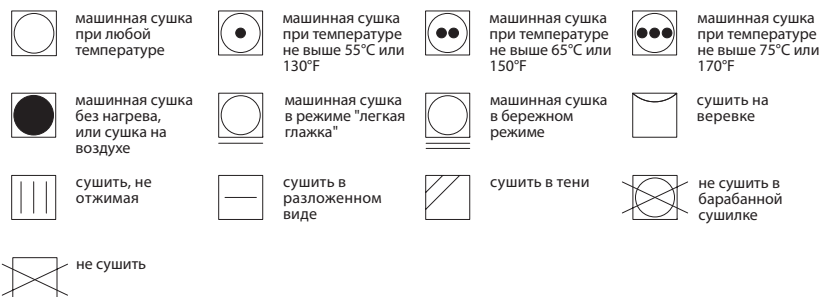 машинная сушка
при любой
температуре
машинная сушка
при температуре
не выше 55°C или
130°F
машинная сушка
при температуре
не выше 65°C или
150°F
машинная сушка
при температуре
не выше 75°C или
170°F
машинная сушка
без нагрева,
или сушка на
воздухе
машинная сушка
в режиме "легкая
глажка"
машинная сушка
в бережном
режиме
сушить на
веревке
сушить, не
отжимая
сушить в
разложенном
виде
сушить в тени
не сушить в
барабанной
сушилке
не сушить